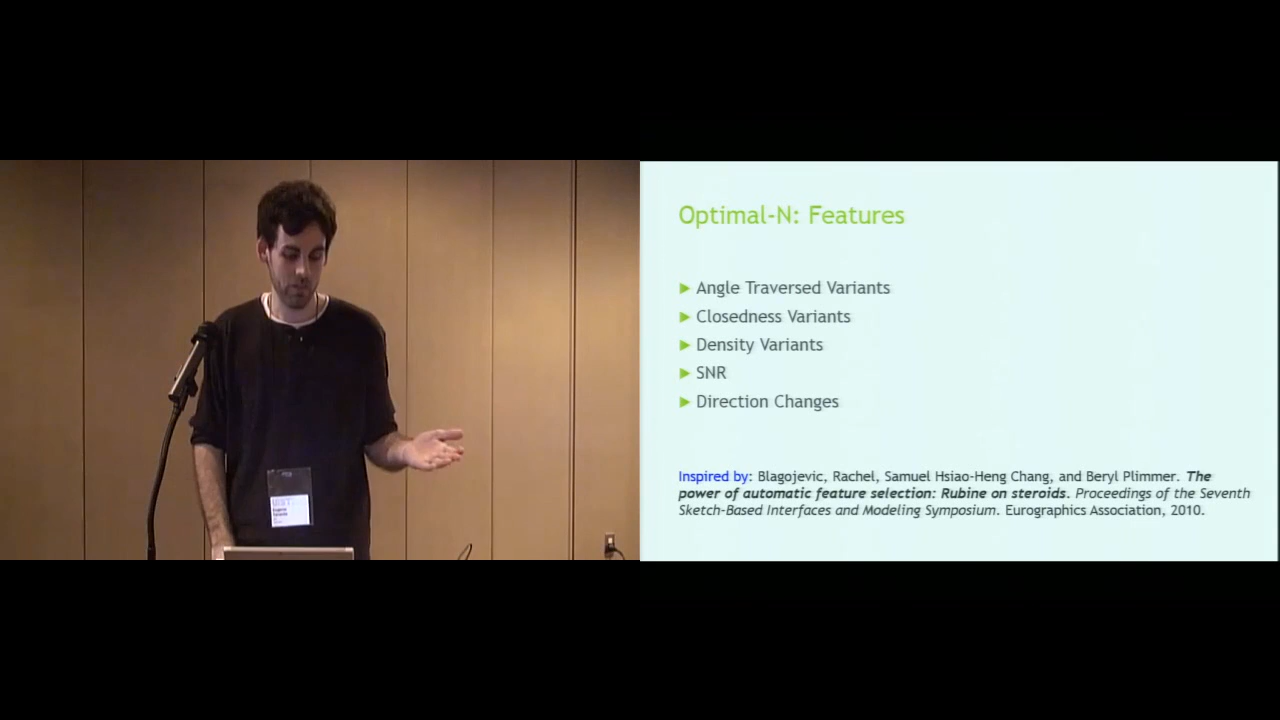 Optimal-N: Features
▶ Angle Traversed Variants
▶ Closedness Variants
▶ Density Variants
▶ SNR
▶ Direction Changes
Inspired by: Blagojevic, Rachel, Samuel Hsiao-Heng Chang, and Beryl Plimmer. The
power of automatic feature selection: Rubine on steroids. Proceedings of the Seventh
Sketch-Based Interfaces and Modeling Symposium. Eurographics Association, 2010.